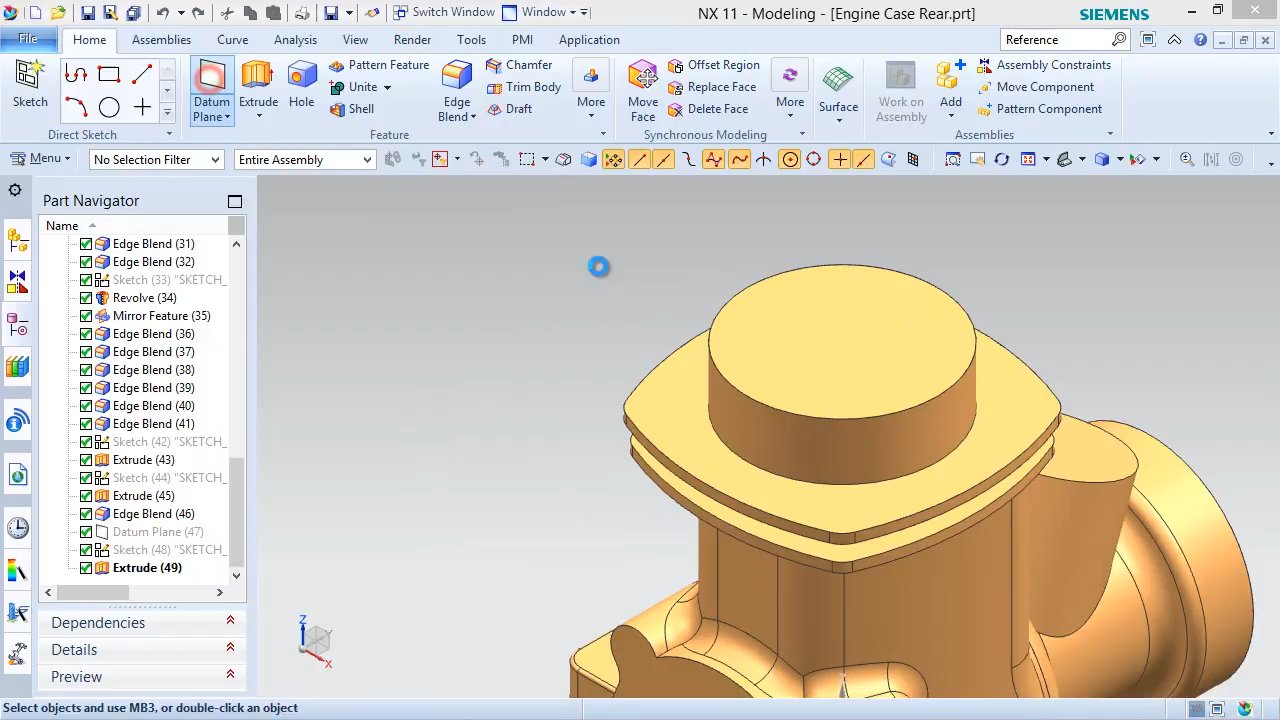 NX 11 - Modeling - [Engine Case Rear.prt]
SIEMENS
Switch Window
Window
File
Home
Assemblies
Curve
Analysis
View
Render
Tools
PMI
Application
Reference
Sketch
Direct Sketch
Datum Plane
Extrude
Hole
Pattern Feature
Unite
Shell
Edge Blend
Chamfer
Trim Body
Draft
More
Feature
Move Face
Offset Region
Replace Face
Delete Face
More
Synchronous Modeling
Surface
Work on Assembly
Add
Assembly Constraints
Move Component
Pattern Component
Assemblies
Menu
No Selection Filter
Entire Assembly
Part Navigator
Name
Edge Blend (31)
Edge Blend (32)
Sketch (33) "SKETCH_
Revolve (34)
Mirror Feature (35)
Edge Blend (36)
Edge Blend (37)
Edge Blend (38)
Edge Blend (39)
Edge Blend (40)
Edge Blend (41)
Sketch (42) "SKETCH_
Extrude (43)
Sketch (44) "SKETCH_
Extrude (45)
Edge Blend (46)
Datum Plane (47)
Sketch (48) "SKETCH_
Extrude (49)
Dependencies
Details
Preview
Z
Y
X
Select objects and use MB3, or double-click an object